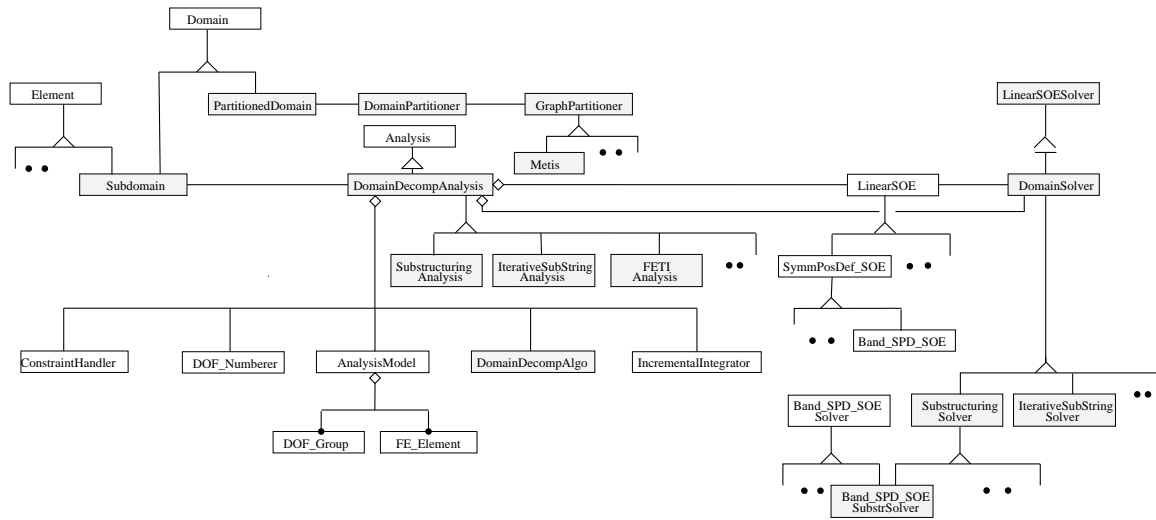 Domain
Element
PartitionedDomain
DomainPartitioner
GraphPartitioner
LinearSOESolver
Analysis
Metis
Subdomain
DomainDecompAnalysis
LinearSOE
DomainSolver
Substructuring
Analysis
IterativeSubString
Analysis
FETI
Analysis
SymmPosDef_SOE
Band_SPD_SOE
ConstraintHandler
DOF_Numberer
AnalysisModel
DomainDecompAlgo
IncrementalIntegrator
Band_SPD_SOE
Solver
Substructuring
Solver
IterativeSubString
Solver
DOF_Group
FE_Element
Band_SPD_SOE
SubstrSolver